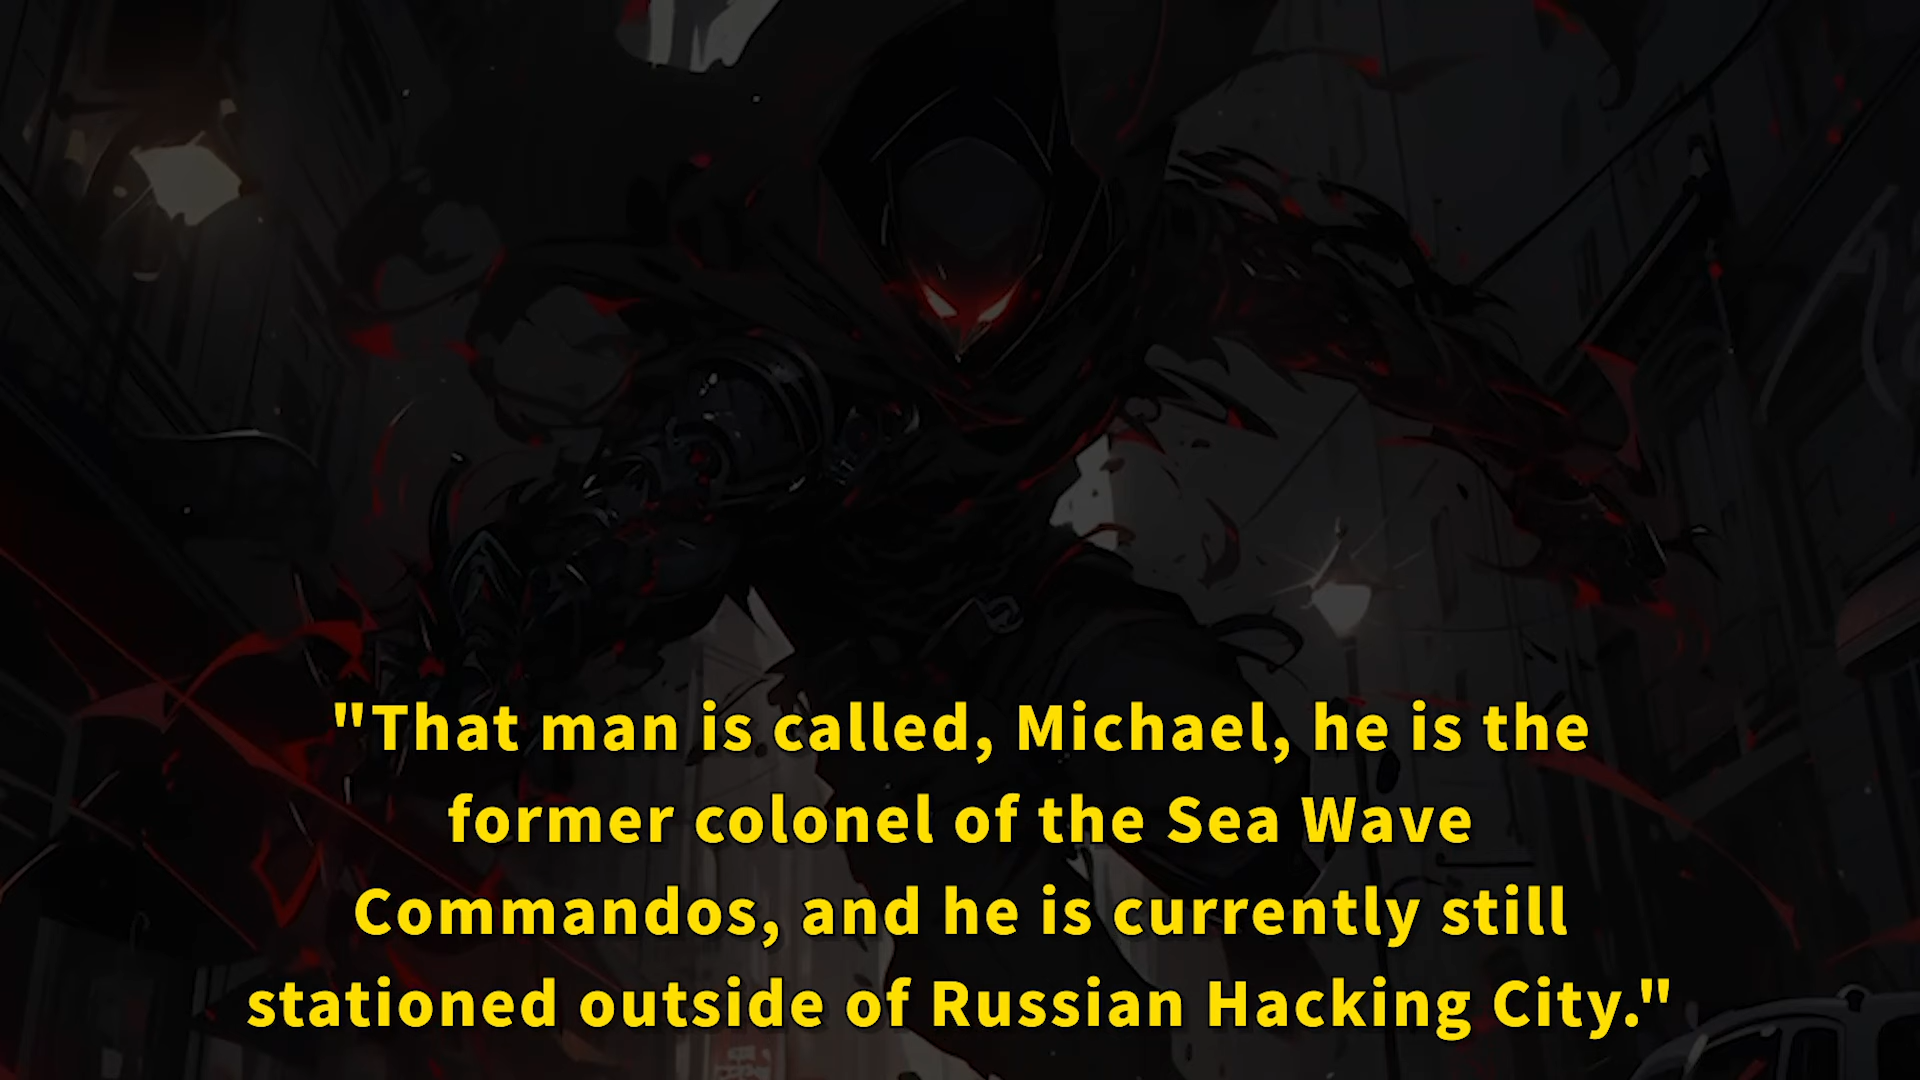 "That man is called, Michael, he is the
former colonel of the Sea Wave
Commandos, and he is currently still
stationed outside of Russian Hacking City."